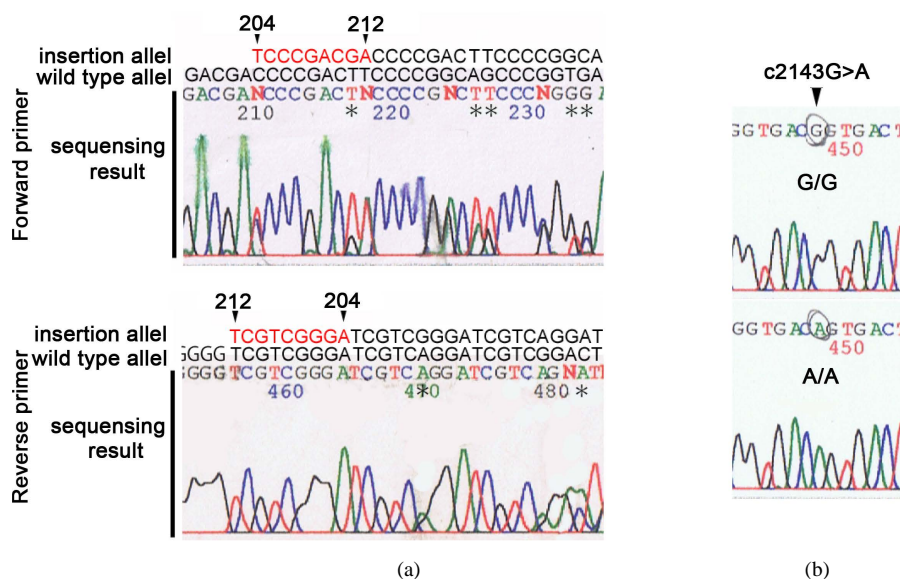 204 212
insertion allel TCCCGACGACCCCGACTTCCCCGGCA
wild type allel GACGACCCCGACTTCCCCGGCAGCCCGGTGA
GACGANCCCGACTNCCCCGNCTTCCCNGGGA
210 * 220 ** 230 **
Forward primer
sequensing
result
212 204
insertion allel TCGTCGGGATCGTCGGGATCGTCAGGAT
wild type allel GGGGTCGTCGGGATCGTCAGGATCGTCGGACT
GGGGTCGTCGGGATCGTCAGGATCGTCAGNAT
460 470 * 480 *
Reverse primer
sequensing
result
(a)
c2143G>A
GGTGACGGTGACT
450
G/G
GGTGACAGTGACT
450
A/A
(b)